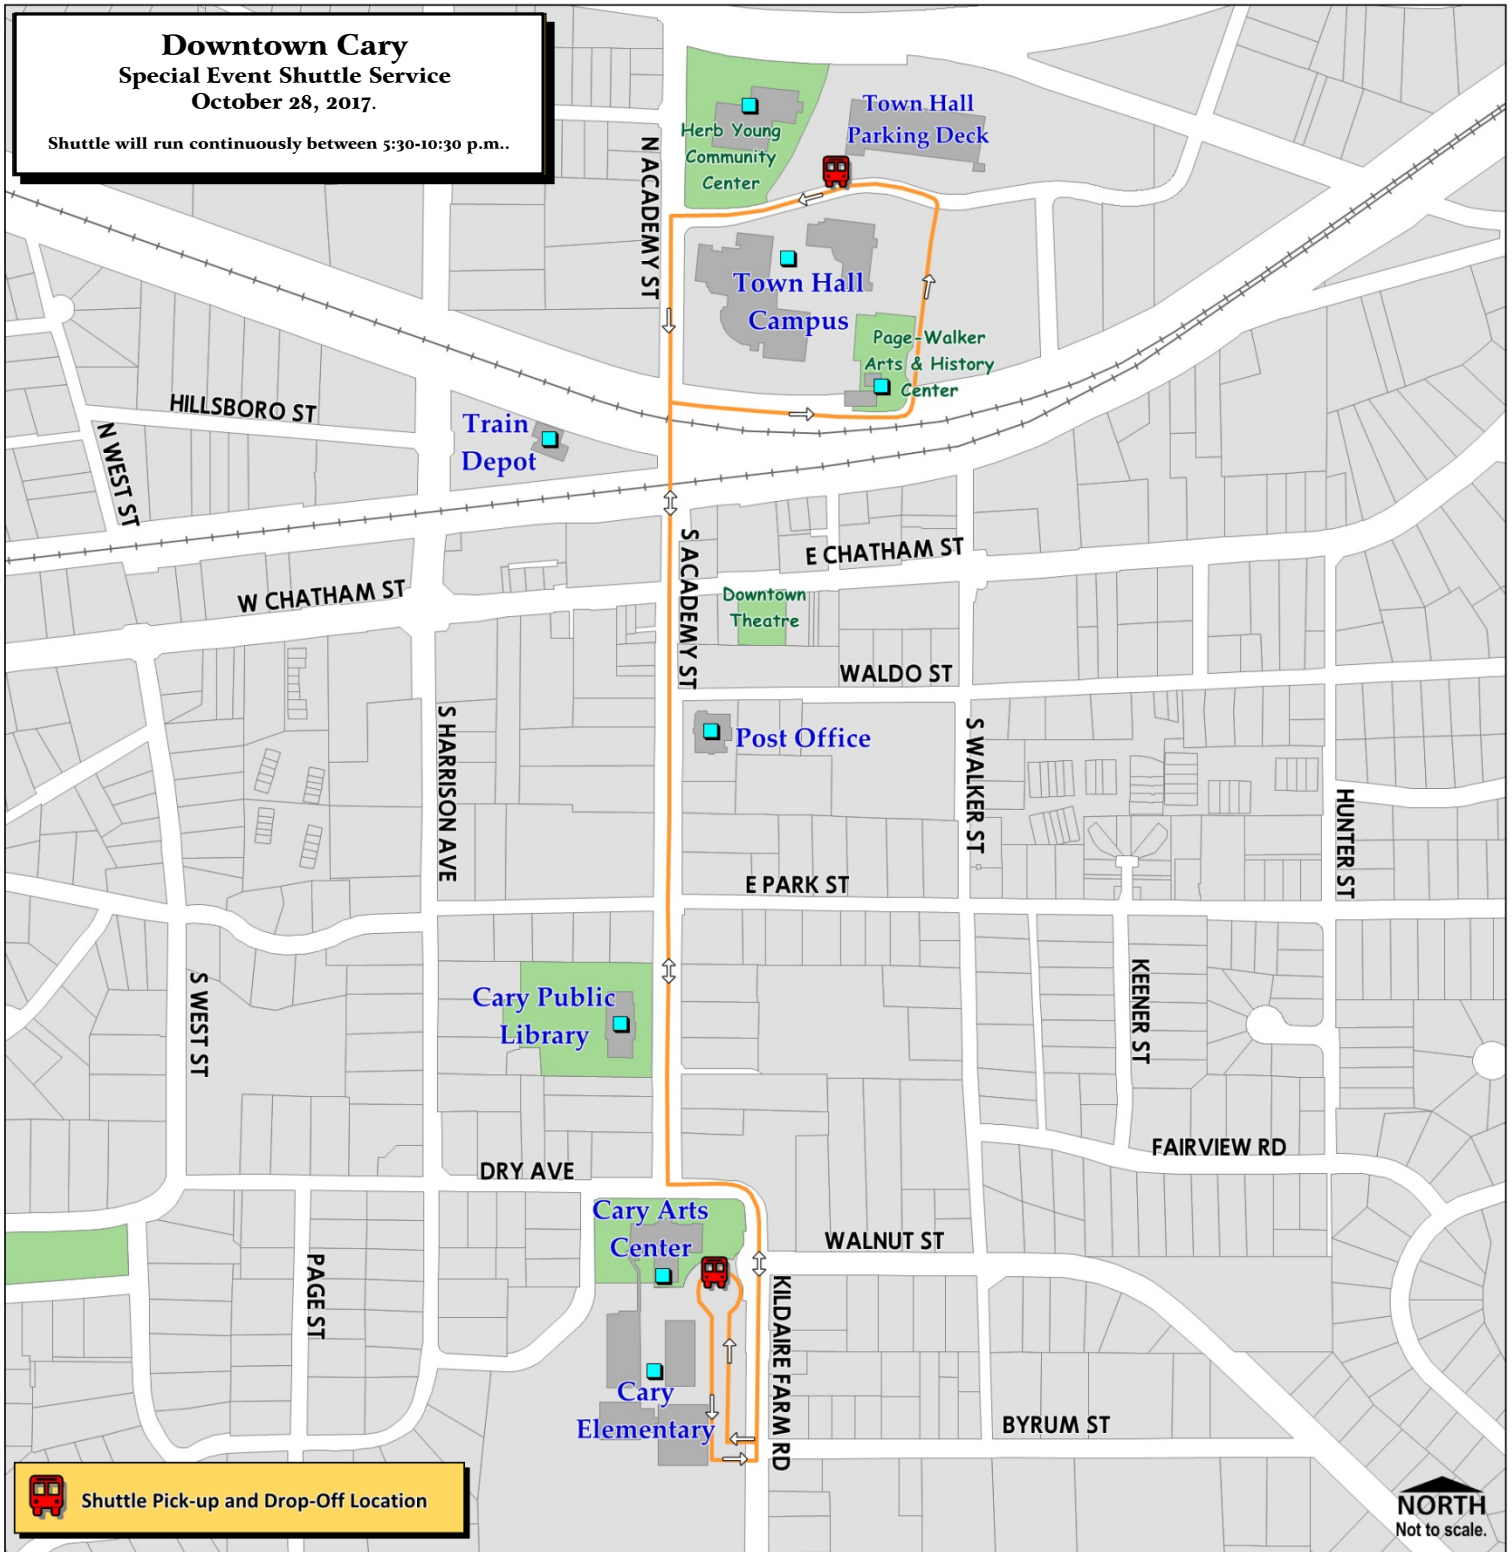 Downtown Cary
Special Event Shuttle Service
October 28, 2017.
Shuttle will run continuously between 5:30-10:30 p.m..
Town Hall
Parking Deck
Herb Young
Community
Center
N ACADEMY ST
Town Hall
Campus
Page-Walker
Arts & History
Center
HILLSBORO ST
Train
Depot
N WEST ST
S ACADEMY ST
E CHATHAM ST
W CHATHAM ST
Downtown
Theatre
WALDO ST
S HARRISON AVE
Post Office
S WALKER ST
HUNTER ST
E PARK ST
S WEST ST
Cary Public
Library
KEENER ST
FAIRVIEW RD
DRY AVE
Cary Arts
Center
WALNUT ST
PAGE ST
KILDAIRE FARM RD
Cary
Elementary
BYRUM ST
Shuttle Pick-up and Drop-Off Location
NORTH
Not to scale.